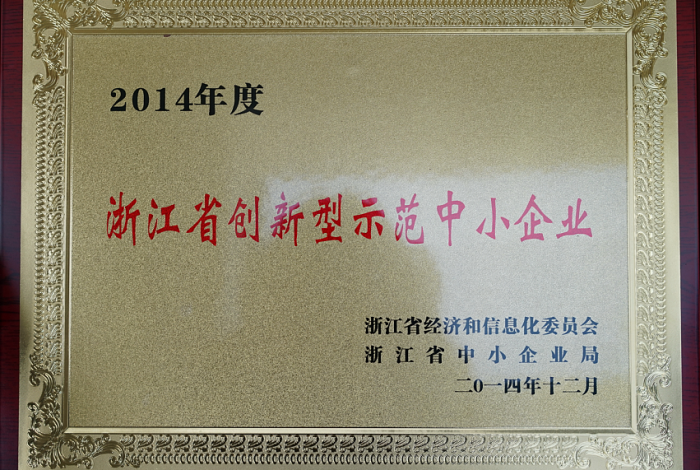 2014年度
浙江省创新型示范中小企业
浙江省经济和信息化委员会
浙江省中小企业局
二〇一四年十二月